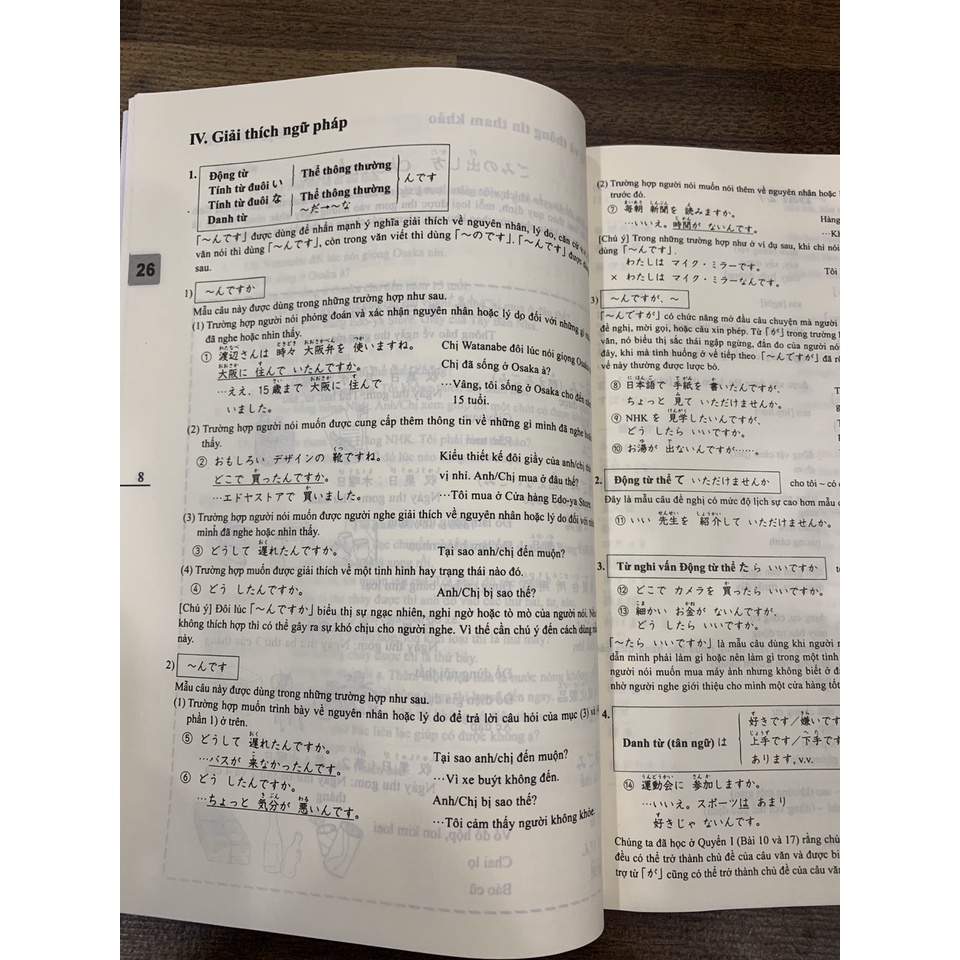 IV. Giải thích ngữ pháp
1.
Động từ Thể thông thường
Tính từ đuôi い
Tính từ đuôi な Thể thông thường
Danh từ ～だ→～な
んです
「～んです」 được dùng để nhấn mạnh ý nghĩa giải thích về nguyên nhân, lý do, căn cứ v.v.
văn nói thì dùng 「～んです」, còn trong văn viết thì dùng 「～のです」. 「～んです」 được
sau.
26
1) ～んですか
Mẫu câu này được dùng trong những trường hợp như sau.
(1) Trường hợp người nói phỏng đoán và xác nhận nguyên nhân hoặc lý do đối với những gì
đã nghe hoặc nhìn thấy.
① 渡辺さんは 時々 大阪弁を 使いますね。 Chị Watanabe đôi lúc nói giọng Osaka
大阪に 住んで いたんですか。 Chị đã sống ở Osaka à?
…ええ、15歳まで 大阪に 住んで …Vâng, tôi sống ở Osaka cho đến
いました。 15 tuổi.
(2) Trường hợp người nói muốn được cung cấp thêm thông tin về những gì mình đã nghe hoặc
thấy.
② おもしろい デザインの 靴ですね。 Kiểu thiết kế đôi giầy của anh/chị
どこで 買ったんですか。 vị nhỉ. Anh/Chị mua ở đâu thế?
…エドヤストアで 買いました。 …Tôi mua ở Cửa hàng Edo-ya Store.
8
(3) Trường hợp người nói muốn được người nghe giải thích về nguyên nhân hoặc lý do đối với
mình đã nghe hoặc nhìn thấy.
③ どうして 遅れたんですか。 Tại sao anh/chị đến muộn?
(4) Trường hợp muốn được giải thích về một tình hình hay trạng thái nào đó.
④ どう したんですか。 Anh/Chị bị sao thế?
[Chú ý] Đôi lúc 「～んですか」 biểu thị sự ngạc nhiên, nghi ngờ hoặc tò mò của người nói.
không thích hợp thì có thể gây ra sự khó chịu cho người nghe. Vì thế cần chú ý đến cách dùng
này.
2) ～んです
Mẫu câu này được dùng trong những trường hợp như sau.
(1) Trường hợp muốn trình bày về nguyên nhân hoặc lý do để trả lời câu hỏi của mục (3) và
phần 1) ở trên.
⑤ どうして 遅れたんですか。 Tại sao anh/chị đến muộn?
…バスが 来なかったんです。 …Vì xe buýt không đến.
⑥ どう したんですか。 Anh/Chị bị sao thế?
…ちょっと 気分が 悪いんです。 …Tôi cảm thấy người không khỏe.
(2) Trường hợp người nói muốn nói thêm về nguyên nhân hoặc
trước đó.
⑦ 毎朝 新聞を 読みますか。 Hàng
…いいえ。時間が ないんです。
[Chú ý] Trong những trường hợp như ở ví dụ sau, khi chỉ nói
dùng 「～んです」.
わたしは マイク・ミラーです。 Tôi
× わたしは マイク・ミラーなんです。
3) ～んですが、～
「～んですが」 có chức năng mở đầu câu chuyện mà người
đề nghị, mời gọi, hoặc câu xin phép. Từ 「が」 trong trường
văn, nó biểu thị sắc thái ngập ngừng, đắn đo của người nói
đây, khi mà tình huống ở vế tiếp theo 「～んですが」 đã
vế này thường được lược bỏ.
⑧ 日本語で 手紙を 書いたんですが、
ちょっと 見て いただけませんか。
⑨ NHKを 見学したいんですが、
どう したら いいですか。
⑩ お湯が 出ないんですが……。
2. Động từ thể て いただけませんか cho tôi ~ có
Đây là mẫu câu đề nghị có mức độ lịch sự cao hơn mẫu
⑪ いい 先生を 紹介して いただけませんか。
3. Từ nghi vấn Động từ thể たら いいですか
⑫ どこで カメラを 買ったら いいですか。
⑬ 細かい お金が ないんですが、
どう したら いいですか。
「～たら いいですか」 là mẫu câu dùng khi người
dẫn mình phải làm gì hoặc nên làm gì trong một tình
người nói muốn mua máy ảnh nhưng không biết ở
nhờ người nghe giới thiệu cho mình một cửa hàng tốt
4.
Danh từ (tân ngữ) は
好きです／嫌いです
上手です／下手です
あります, v.v.
⑭ 運動会に 参加しますか。
…いいえ。スポーツは あまり
好きじゃ ないんです。
Chúng ta đã học ở Quyển I (Bài 10 và 17) rằng
đều có thể trở thành chủ đề của câu văn và được
trợ từ 「が」 cũng có thể trở thành chủ đề của câu văn